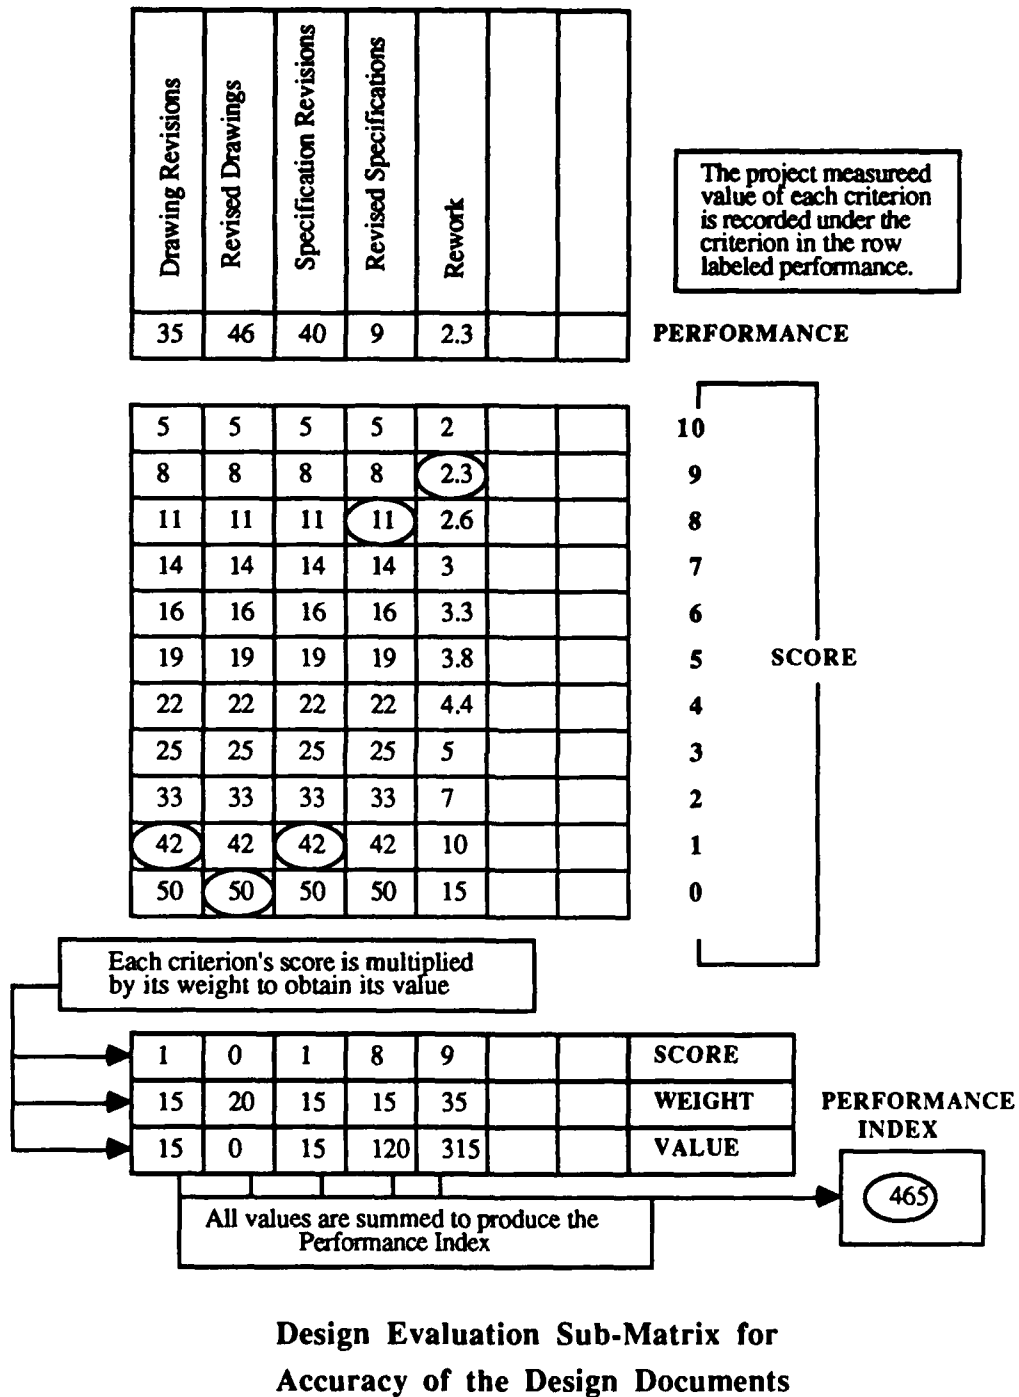 Drawing Revisions
Revised Drawings
Specification Revisions
Revised Specifications
Rework
The project measureed
value of each criterion
is recorded under the
criterion in the row
labeled performance.
35 46 40 9 2.3 PERFORMANCE
5 5 5 5 2 10
8 8 8 8 2.3 9
11 11 11 11 2.6 8
14 14 14 14 3 7
16 16 16 16 3.3 6
19 19 19 19 3.8 5 SCORE
22 22 22 22 4.4 4
25 25 25 25 5 3
33 33 33 33 7 2
42 42 42 42 10 1
50 50 50 50 15 0
Each criterion's score is multiplied
by its weight to obtain its value
1 0 1 8 9 SCORE
15 20 15 15 35 WEIGHT
15 0 15 120 315 VALUE
PERFORMANCE
INDEX
465
All values are summed to produce the
Performance Index
Design Evaluation Sub-Matrix for
Accuracy of the Design Documents